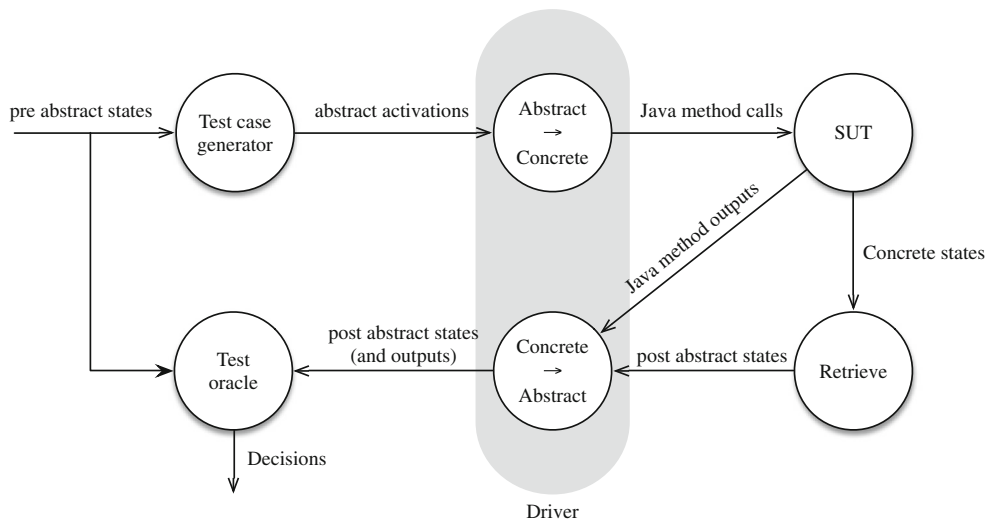 pre abstract states
Test case
generator
abstract activations
Abstract
→
Concrete
Java method calls
SUT
Java method outputs
Concrete states
Test
oracle
post abstract states
(and outputs)
Concrete
→
Abstract
post abstract states
Retrieve
Decisions
Driver